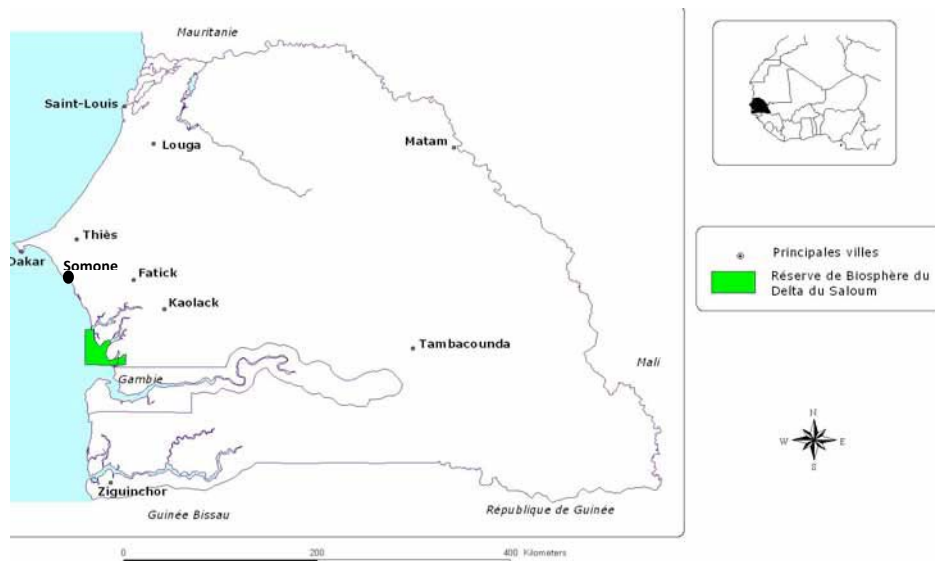 Mauritanie
Saint-Louis
Louga
Matam
Thiès
Dakar
Somone
Fatick
Kaolack
Tambacounda
Mali
Gambie
Ziguinchor
Guinée Bissau
République de Guinée
0 200 400 Kilometers
Principales villes
Réserve de Biosphère du
Delta du Saloum
N
W E
S